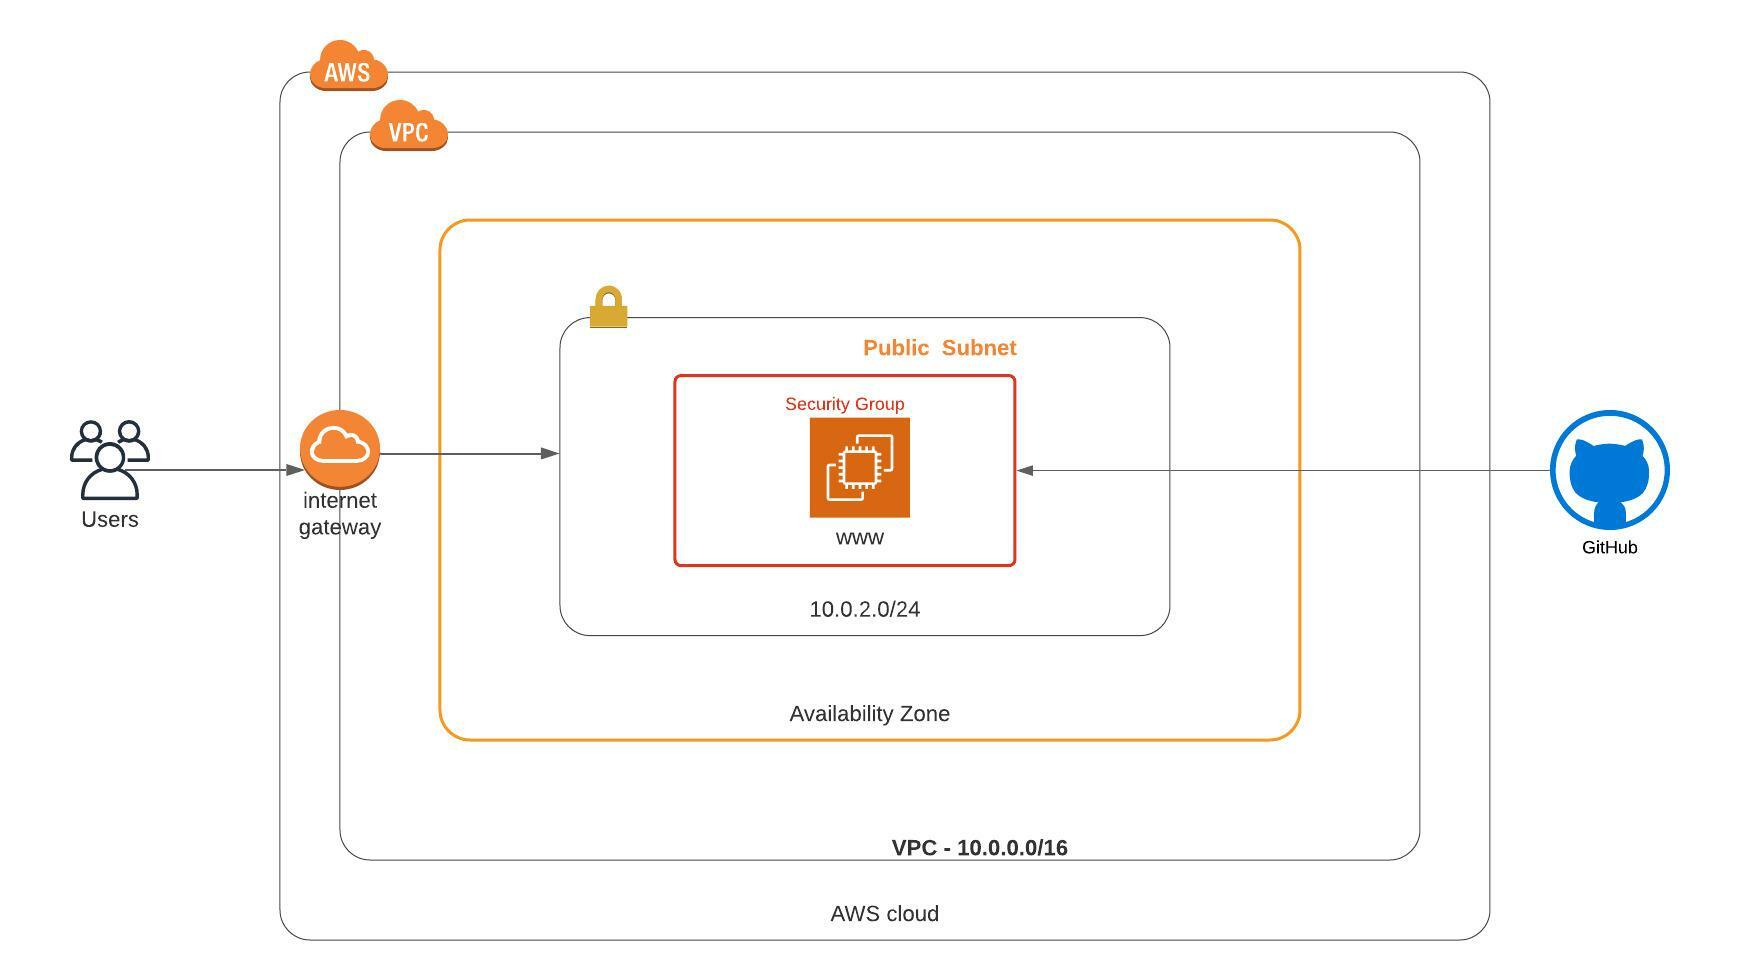 AWS
VPC
Public  Subnet
Security Group
www
10.0.2.0/24
internet
gateway
Users
GitHub
Availability Zone
VPC - 10.0.0.0/16
AWS cloud